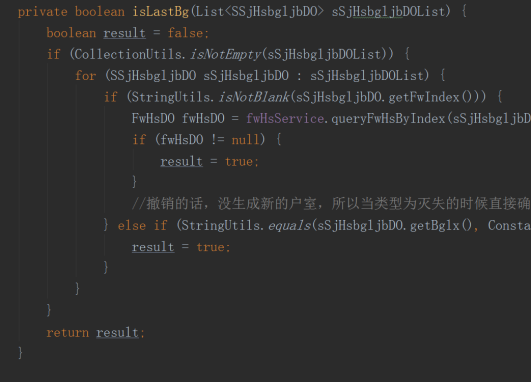 private boolean isLastBg(List<SSjHsbgljbDO> sSjHsbgljbDOList) {
boolean result = false;
if (CollectionUtils.isNotEmpty(sSjHsbgljbDOList)) {
for (SSjHsbgljbDO sSjHsbgljbDO : sSjHsbgljbDOList) {
if (StringUtils.isNotBlank(sSjHsbgljbDO.getFwIndex())) {
FwHsDO fwHsDO = fwHsService.queryFwHsByIndex(sSjHsbgljbD
if (fwHsDO != null) {
result = true;
}
//撤销的话，没生成新的户室，所以当类型为灭失的时候直接确
} else if (StringUtils.equals(sSjHsbgljbDO.getBglx(), Consta
result = true;
}
}
}
return result;
}